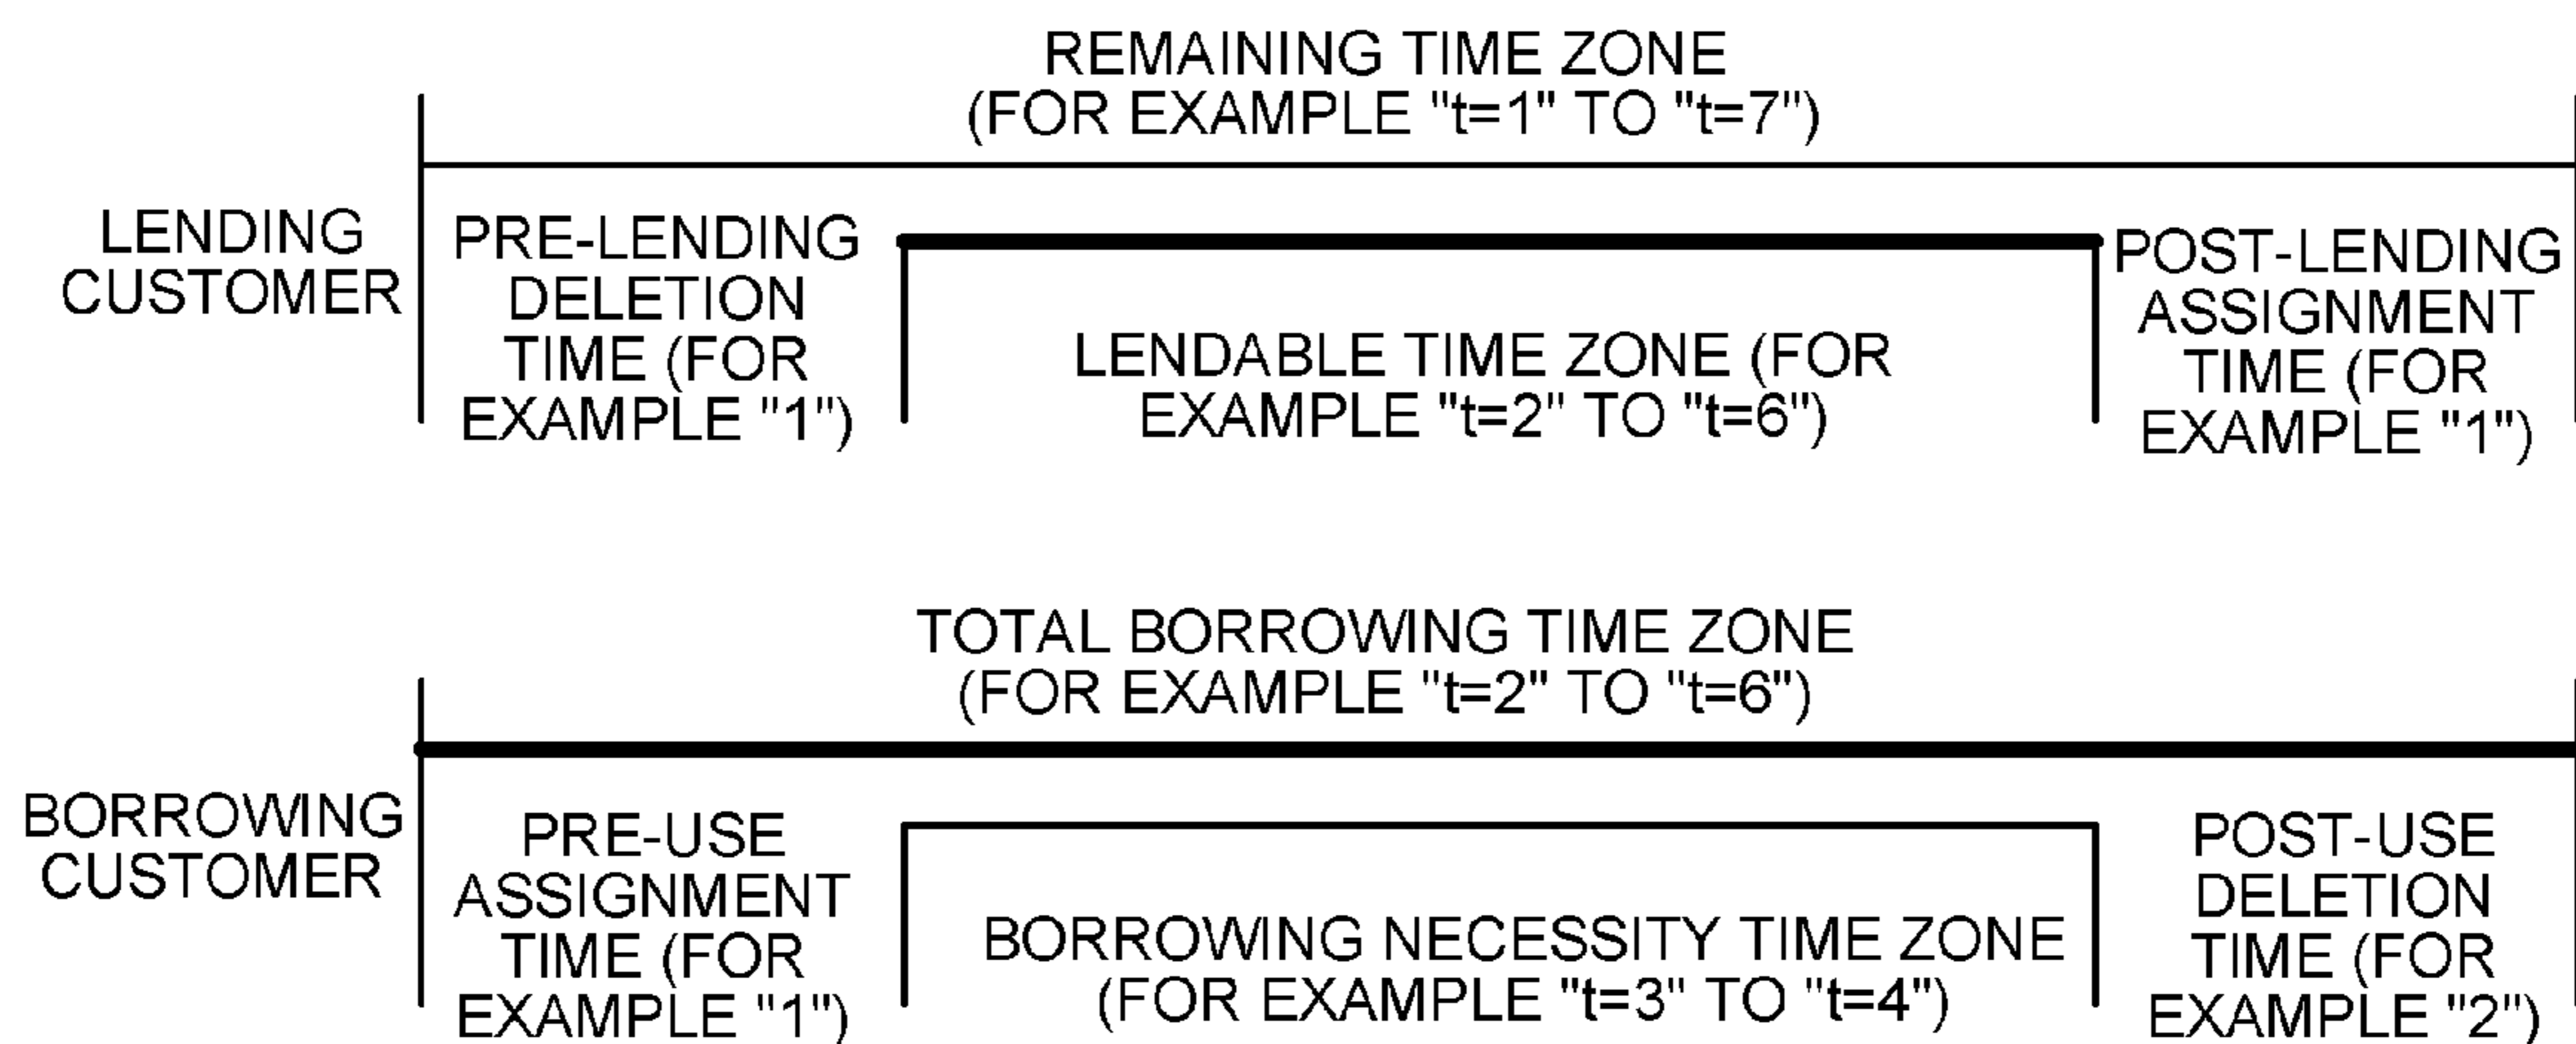 REMAINING TIME ZONE
(FOR EXAMPLE "t=1" TO "t=7")
LENDING
CUSTOMER
PRE-LENDING
DELETION
TIME (FOR
EXAMPLE "1")
LENDABLE TIME ZONE (FOR
EXAMPLE "t=2" TO "t=6")
POST-LENDING
ASSIGNMENT
TIME (FOR
EXAMPLE "1")
TOTAL BORROWING TIME ZONE
(FOR EXAMPLE "t=2" TO "t=6")
BORROWING
CUSTOMER
PRE-USE
ASSIGNMENT
TIME (FOR
EXAMPLE "1")
BORROWING NECESSITY TIME ZONE
(FOR EXAMPLE "t=3" TO "t=4")
POST-USE
DELETION
TIME (FOR
EXAMPLE "2")